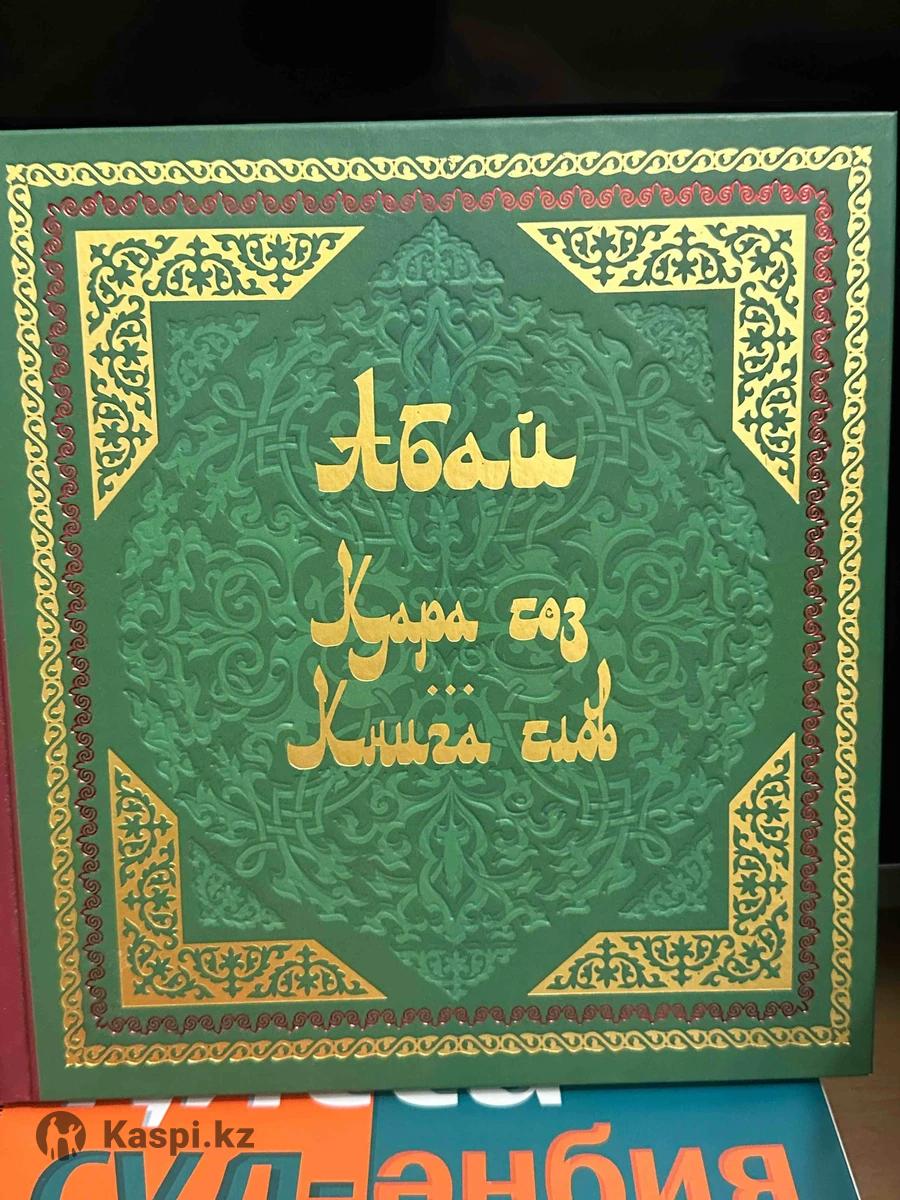 Абай
Қара сөз
Книга слов
Kaspi.kz